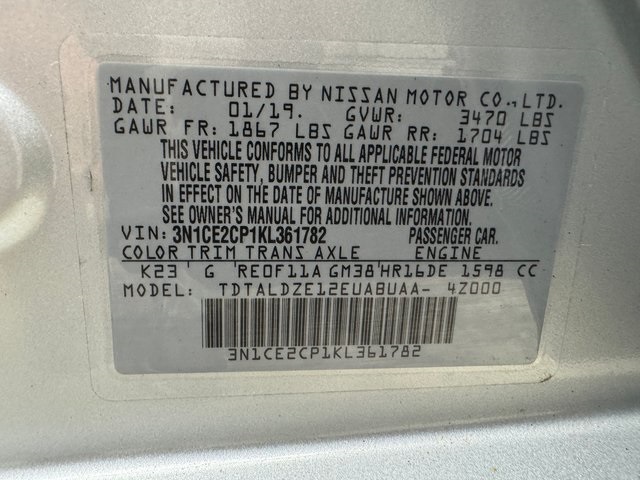 MANUFACTURED BY NISSAN MOTOR CO.,LTD.
DATE: 01/19. GVWR: 3470 LBS
GAWR FR: 1867 LBS GAWR RR: 1704 LBS
THIS VEHICLE CONFORMS TO ALL APPLICABLE FEDERAL MOTOR
VEHICLE SAFETY, BUMPER AND THEFT PREVENTION STANDARDS
IN EFFECT ON THE DATE OF MANUFACTURE SHOWN ABOVE.
SEE OWNER'S MANUAL FOR ADDITIONAL INFORMATION.
VIN: 3N1CE2CP1KL361782 PASSENGER CAR.
COLOR TRIM TRANS AXLE ENGINE
K23 G RE0F11A GM38 HR16DE 1598 CC
MODEL: TDTALDZE12EUABUAA- 4Z000
3N1CE2CP1KL361782